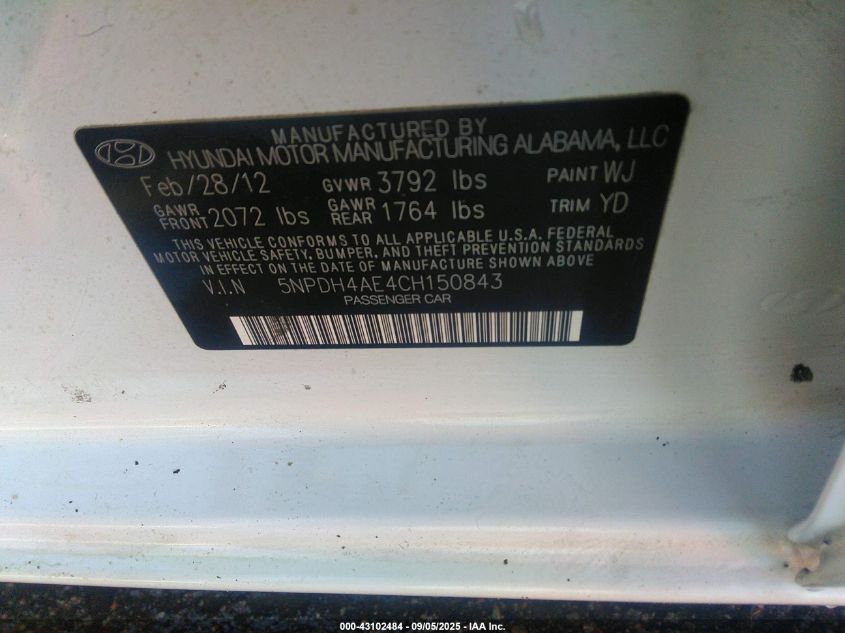 MANUFACTURED BY
HYUNDAI MOTOR MANUFACTURING ALABAMA, LLC
Feb/28/12 GVWR 3792 lbs PAINT WJ
GAWR FRONT 2072 lbs GAWR REAR 1764 lbs TRIM YD
THIS VEHICLE CONFORMS TO ALL APPLICABLE U.S.A. FEDERAL
MOTOR VEHICLE SAFETY, BUMPER, AND THEFT PREVENTION STANDARDS
IN EFFECT ON THE DATE OF MANUFACTURE SHOWN ABOVE
V.I.N 5NPDH4AE4CH150843
PASSENGER CAR
000-43102484 - 09/05/2025 - IAA Inc.